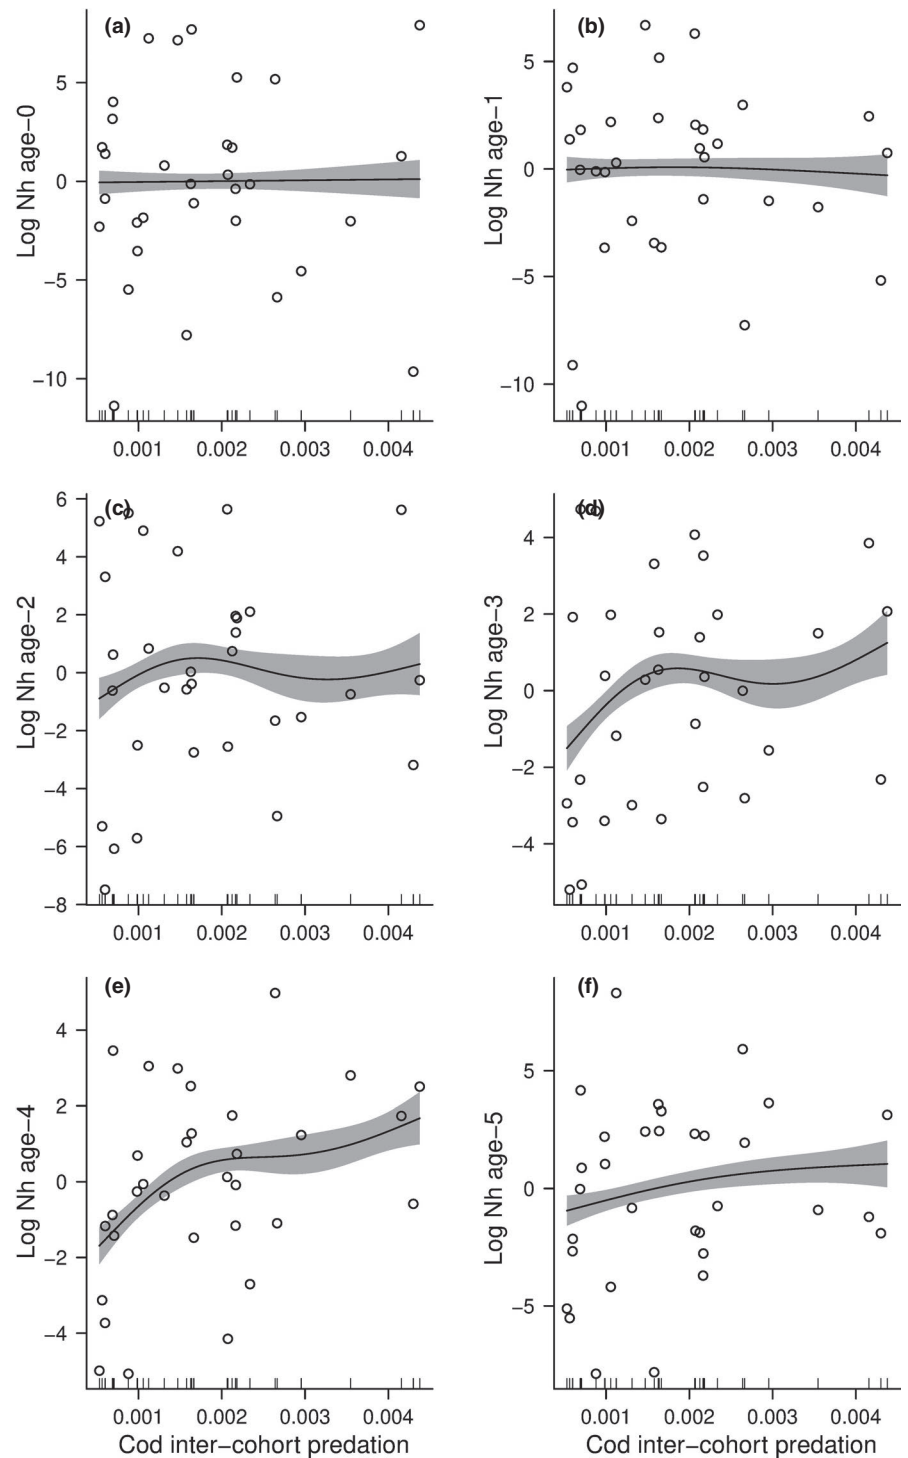 (a)
Log Nh age−0
5
0
−5
−10
0.001 0.002 0.003 0.004
(b)
Log Nh age−1
5
0
−5
−10
0.001 0.002 0.003 0.004
(c)
Log Nh age−2
6
4
2
0
−2
−4
−6
−8
0.001 0.002 0.003 0.004
(d)
Log Nh age−3
4
2
0
−2
−4
0.001 0.002 0.003 0.004
(e)
Log Nh age−4
4
2
0
−2
−4
0.001 0.002 0.003 0.004
Cod inter−cohort predation
(f)
Log Nh age−5
5
0
−5
0.001 0.002 0.003 0.004
Cod inter−cohort predation